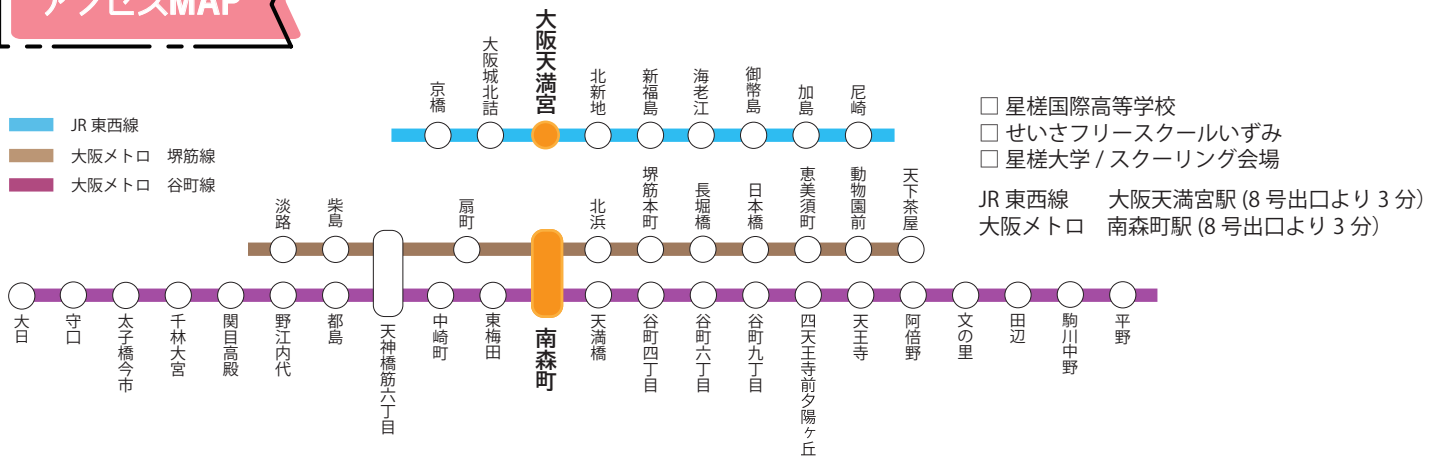 アクセスMAP
JR 東西線
大阪メトロ　堺筋線
大阪メトロ　谷町線
京橋
大阪城北詰
大阪天満宮
北新地
新福島
海老江
御幣島
加島
尼崎
淡路
柴島
扇町
北浜
堺筋本町
長堀橋
日本橋
恵美須町
動物園前
天下茶屋
大日
守口
太子橋今市
千林大宮
関目高殿
野江内代
都島
天神橋筋六丁目
中崎町
東梅田
南森町
天満橋
谷町四丁目
谷町六丁目
谷町九丁目
四天王寺前夕陽ヶ丘
天王寺
阿倍野
文の里
田辺
駒川中野
平野
□ 星槎国際高等学校
□ せいさフリースクールいずみ
□ 星槎大学 / スクーリング会場
JR 東西線　　大阪天満宮駅 (8 号出口より 3 分)
大阪メトロ　南森町駅 (8 号出口より 3 分)